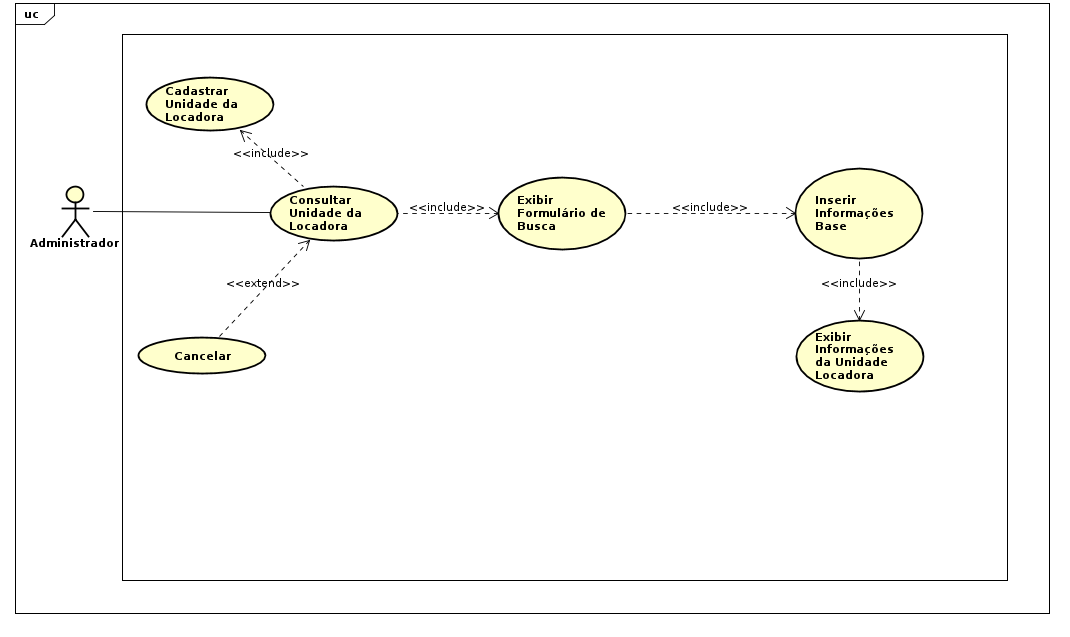 uc
Cadastrar
Unidade da
Locadora
<<include>>
Administrador
Consultar
Unidade da
Locadora
<<include>>
Exibir
Formulário de
Busca
<<include>>
Inserir
Informações
Base
<<extend>>
<<include>>
Cancelar
Exibir
Informações
da Unidade
Locadora